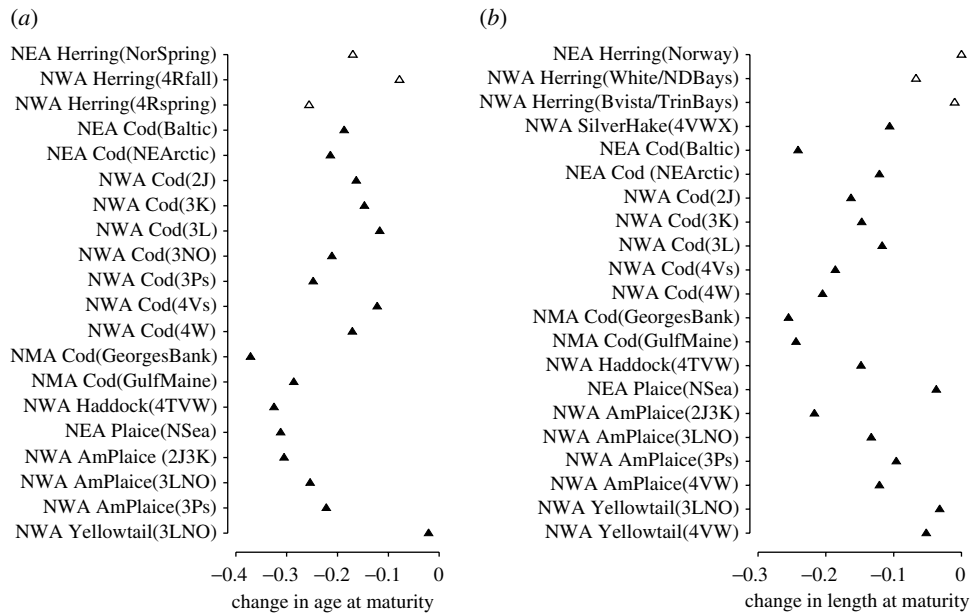 (a)
NEA Herring(NorSpring)
NWA Herring(4Rfall)
NWA Herring(4Rspring)
NEA Cod(Baltic)
NEA Cod(NEArctic)
NWA Cod(2J)
NWA Cod(3K)
NWA Cod(3L)
NWA Cod(3NO)
NWA Cod(3Ps)
NWA Cod(4Vs)
NWA Cod(4W)
NMA Cod(GeorgesBank)
NMA Cod(GulfMaine)
NWA Haddock(4TVW)
NEA Plaice(NSea)
NWA AmPlaice (2J3K)
NWA AmPlaice(3LNO)
NWA AmPlaice(3Ps)
NWA Yellowtail(3LNO)
−0.4 −0.3 −0.2 −0.1 0
change in age at maturity
(b)
NEA Herring(Norway)
NWA Herring(White/NDBays)
NWA Herring(Bvista/TrinBays)
NWA SilverHake(4VWX)
NEA Cod(Baltic)
NEA Cod (NEArctic)
NWA Cod(2J)
NWA Cod(3K)
NWA Cod(3L)
NWA Cod(4Vs)
NWA Cod(4W)
NMA Cod(GeorgesBank)
NMA Cod(GulfMaine)
NWA Haddock(4TVW)
NEA Plaice(NSea)
NWA AmPlaice(2J3K)
NWA AmPlaice(3LNO)
NWA AmPlaice(3Ps)
NWA AmPlaice(4VW)
NWA Yellowtail(3LNO)
NWA Yellowtail(4VW)
−0.3 −0.2 −0.1 0
change in length at maturity